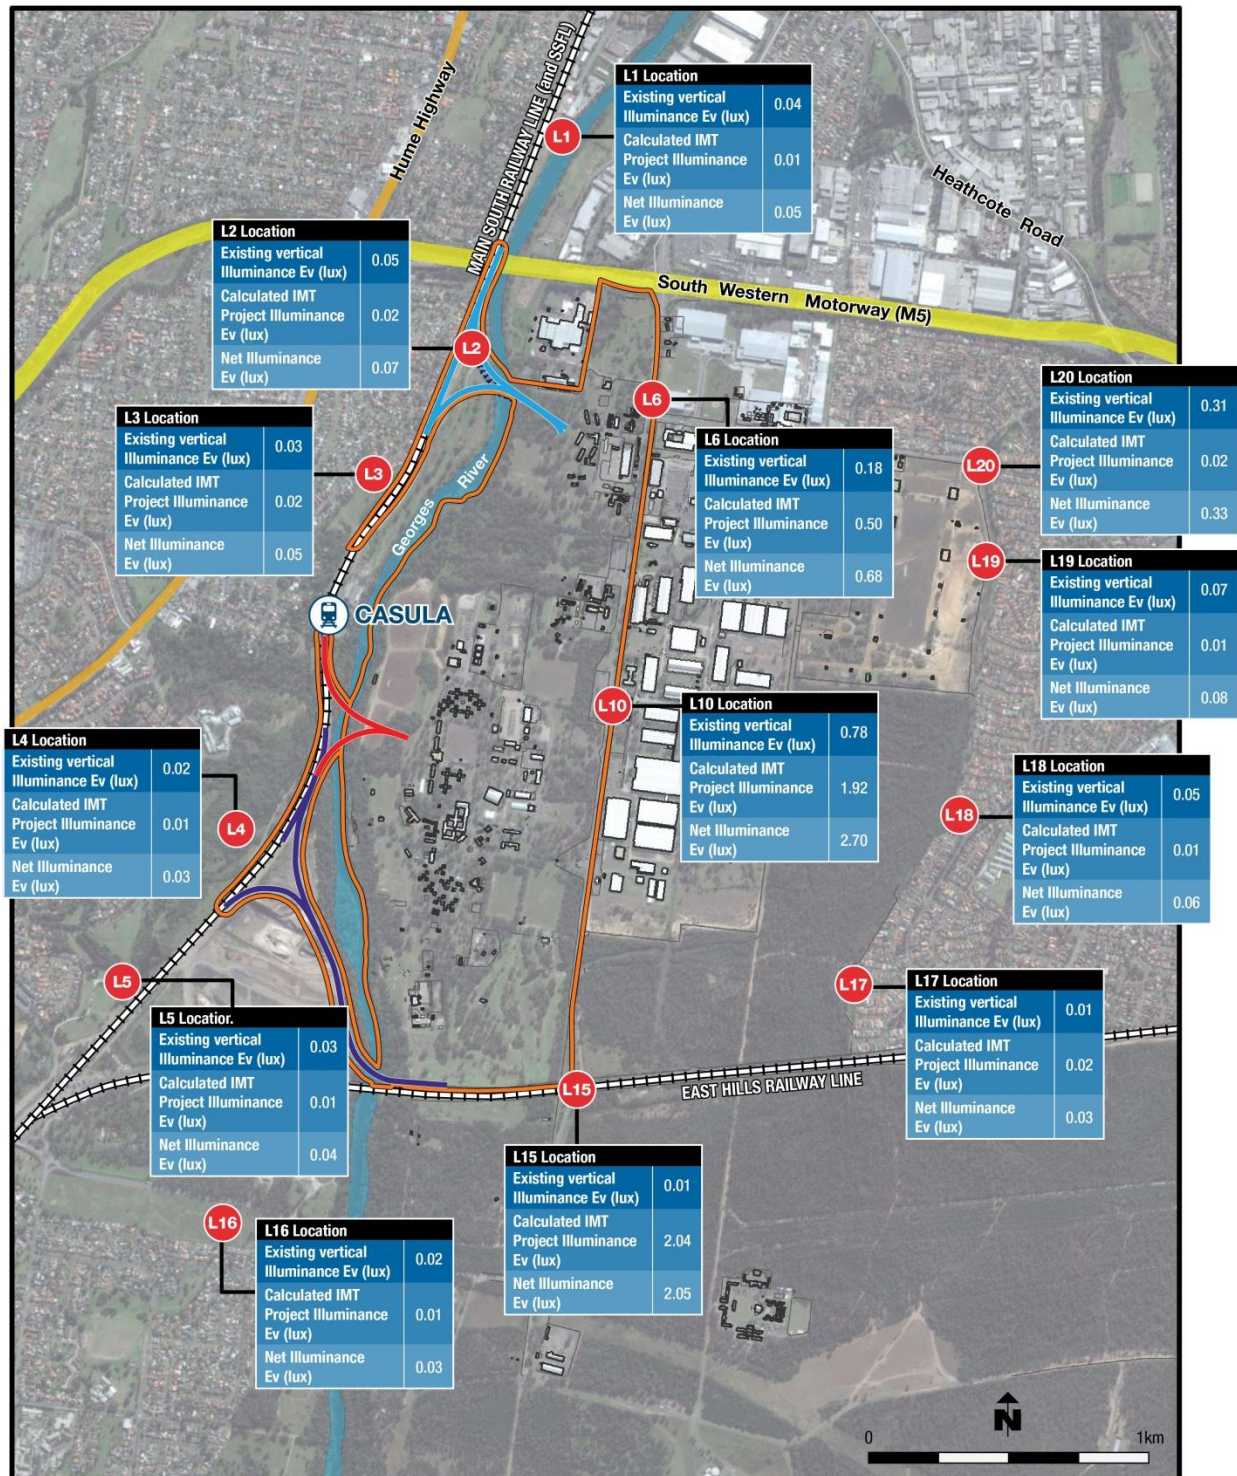 MAIN SOUTH RAILWAY LINE (and SSFL)
Hume Highway
L1
L1 Location
Existing vertical
Illuminance Ev (lux)
0.04
Calculated IMT
Project Illuminance
Ev (lux)
0.01
Net Illuminance
Ev (lux)
0.05
Heathcote Road
L2 Location
Existing vertical
Illuminance Ev (lux)
0.05
Calculated IMT
Project Illuminance
Ev (lux)
0.02
Net Illuminance
Ev (lux)
0.07
L2
South Western Motorway (M5)
L3 Location
Existing vertical
Illuminance Ev (lux)
0.03
Calculated IMT
Project Illuminance
Ev (lux)
0.02
Net Illuminance
Ev (lux)
0.05
L3
Georges River
L6
L6 Location
Existing vertical
Illuminance Ev (lux)
0.18
Calculated IMT
Project Illuminance
Ev (lux)
0.50
Net Illuminance
Ev (lux)
0.68
L20
L20 Location
Existing vertical
Illuminance Ev (lux)
0.31
Calculated IMT
Project Illuminance
Ev (lux)
0.02
Net Illuminance
Ev (lux)
0.33
L19
L19 Location
Existing vertical
Illuminance Ev (lux)
0.07
Calculated IMT
Project Illuminance
Ev (lux)
0.01
Net Illuminance
Ev (lux)
0.08
CASULA
L10
L10 Location
Existing vertical
Illuminance Ev (lux)
0.78
Calculated IMT
Project Illuminance
Ev (lux)
1.92
Net Illuminance
Ev (lux)
2.70
L4 Location
Existing vertical
Illuminance Ev (lux)
0.02
Calculated IMT
Project Illuminance
Ev (lux)
0.01
Net Illuminance
Ev (lux)
0.03
L4
L18
L18 Location
Existing vertical
Illuminance Ev (lux)
0.05
Calculated IMT
Project Illuminance
Ev (lux)
0.01
Net Illuminance
Ev (lux)
0.06
L5
L5 Location.
Existing vertical
Illuminance Ev (lux)
0.03
Calculated IMT
Project Illuminance
Ev (lux)
0.01
Net Illuminance
Ev (lux)
0.04
L17
L17 Location
Existing vertical
Illuminance Ev (lux)
0.01
Calculated IMT
Project Illuminance
Ev (lux)
0.02
Net Illuminance
Ev (lux)
0.03
L15
EAST HILLS RAILWAY LINE
L15 Location
Existing vertical
Illuminance Ev (lux)
0.01
Calculated IMT
Project Illuminance
Ev (lux)
2.04
Net Illuminance
Ev (lux)
2.05
L16
L16 Location
Existing vertical
Illuminance Ev (lux)
0.02
Calculated IMT
Project Illuminance
Ev (lux)
0.01
Net Illuminance
Ev (lux)
0.03
N
0 1km